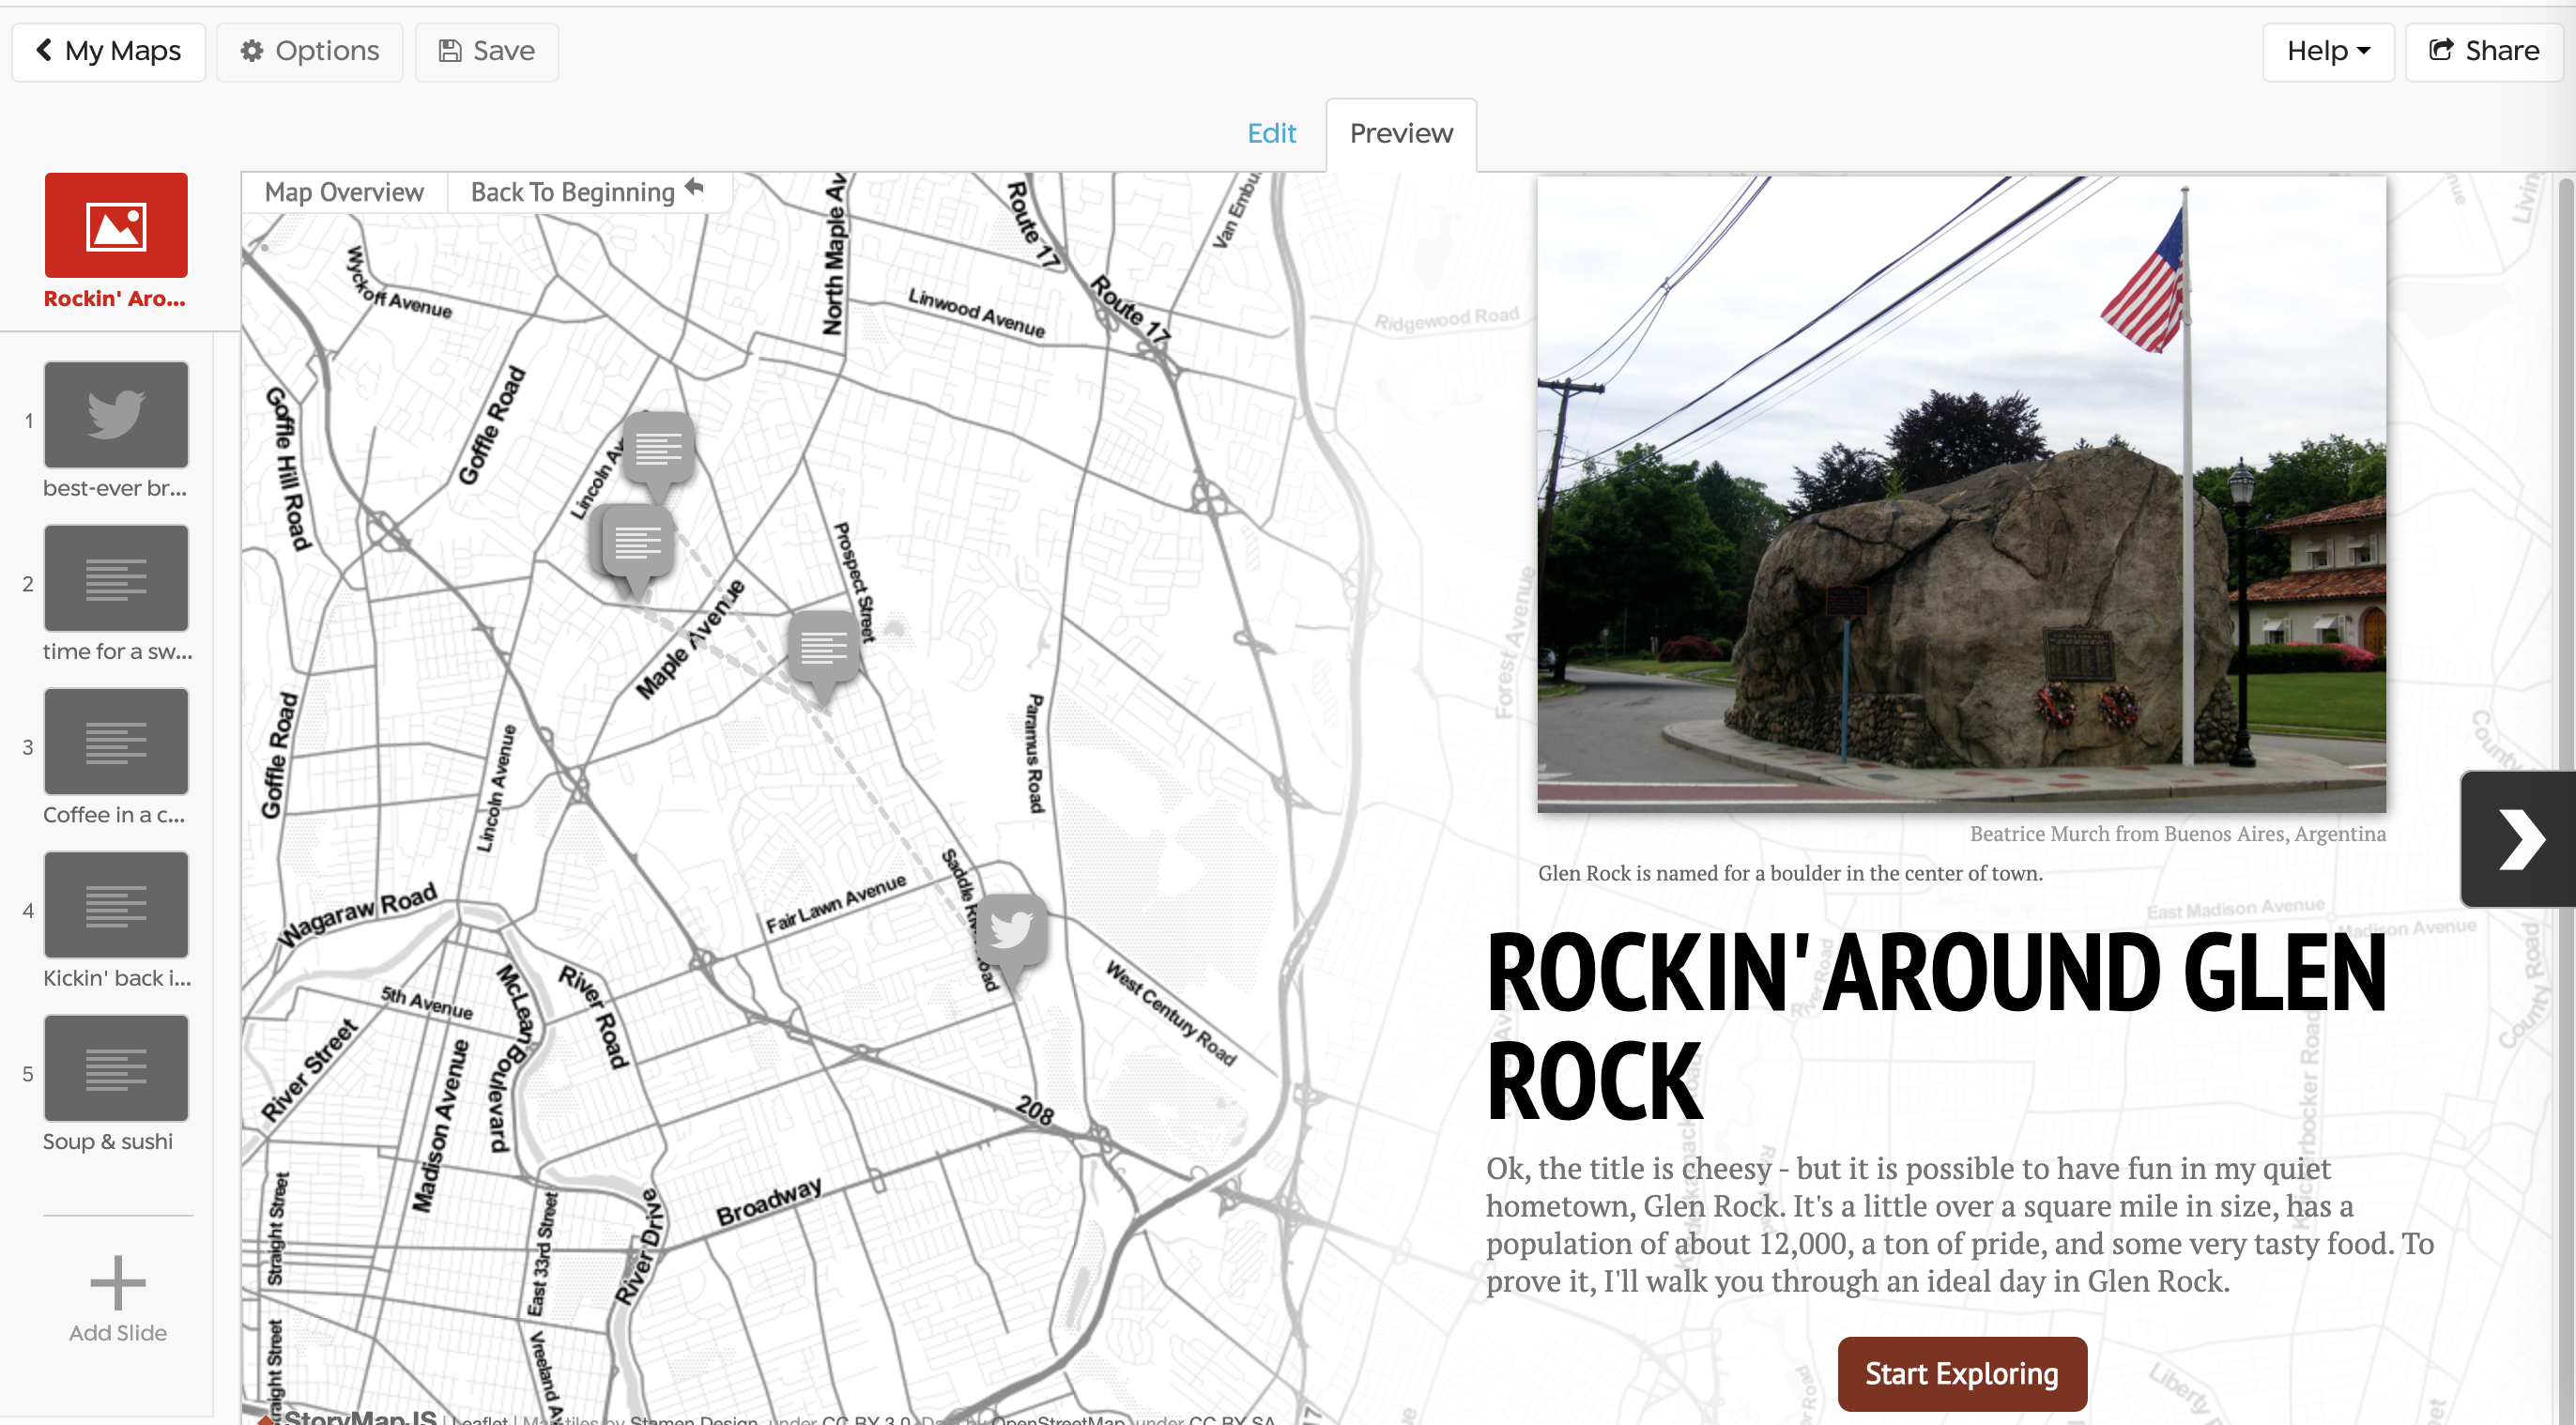 My Maps
Options
Save
Help
Share
Edit
Preview
Rockin' Aro...
1
best-ever br...
2
time for a sw...
3
Coffee in a c...
4
Kickin' back i...
5
Soup & sushi
Add Slide
Map Overview
Back To Beginning
Wyckoff Avenue
North Maple Av
Route 17
Route 17
Van Embu
Linwood Avenue
Ridgewood Road
Goffle Road
Goffle Hill Road
Lincoln Av
Prospect Street
Maple Avenue
Forest Avenue
Goffle Road
Lincoln Avenue
Paramus Road
County
Wagaraw Road
Fair Lawn Avenue
West Century Road
East Madison Avenue
Madison Avenue
County Road
5th Avenue
McLean Boulevard
River Road
River Road
River Street
Madison Avenue
208
Broadway
Straight Street
East 33rd Street
River Drive
Straight Street
Beatrice Murch from Buenos Aires, Argentina
Glen Rock is named for a boulder in the center of town.
ROCKIN' AROUND GLEN
ROCK
Ok, the title is cheesy - but it is possible to have fun in my quiet
hometown, Glen Rock. It's a little over a square mile in size, has a
population of about 12,000, a ton of pride, and some very tasty food. To
prove it, I'll walk you through an ideal day in Glen Rock.
Start Exploring
StoryMapJS | Leaflet | Map tiles by Stamen Design, under CC BY 3.0. Data by OpenStreetMap, under CC BY SA